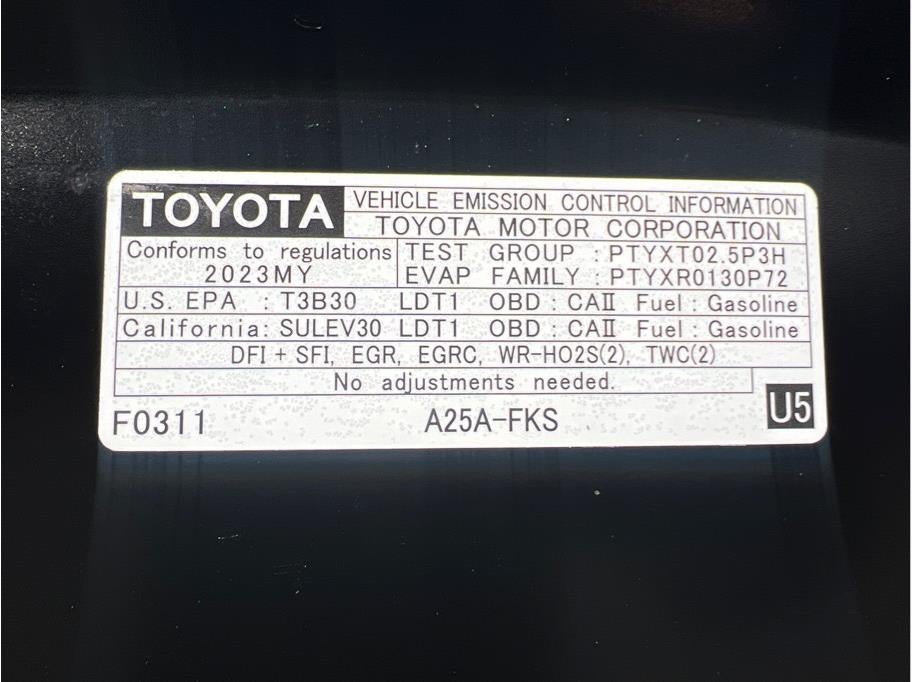 TOYOTA
VEHICLE EMISSION CONTROL INFORMATION
TOYOTA MOTOR CORPORATION
Conforms to regulations
2023MY
TEST GROUP : PTYXT02.5P3H
EVAP FAMILY : PTYXR0130P72
U.S. EPA : T3B30 LDT1 OBD : CAII Fuel : Gasoline
California: SULEV30 LDT1 OBD : CAII Fuel : Gasoline
DFI + SFI, EGR, EGRC, WR-HO2S(2), TWC(2)
No adjustments needed.
F0311 A25A-FKS U5